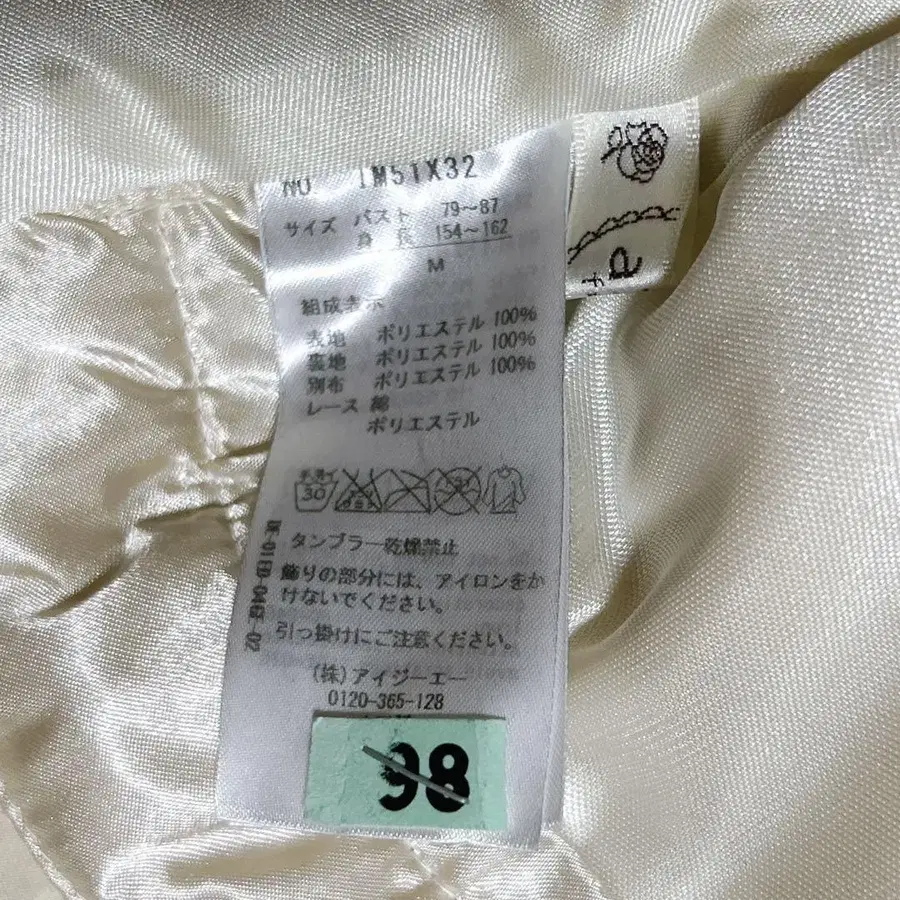 NO. IM51X32
サイズ バスト 79〜87
身長 154〜162
M
組成表示
表地 ポリエステル 100%
裏地 ポリエステル 100%
別布 ポリエステル 100%
レース 綿
ポリエステル
手洗イ
30
タンブラー乾燥禁止
飾りの部分には、アイロンをか
けないでください。
引っ掛けにご注意ください。
(株)アイジーエー
0120-365-128
98